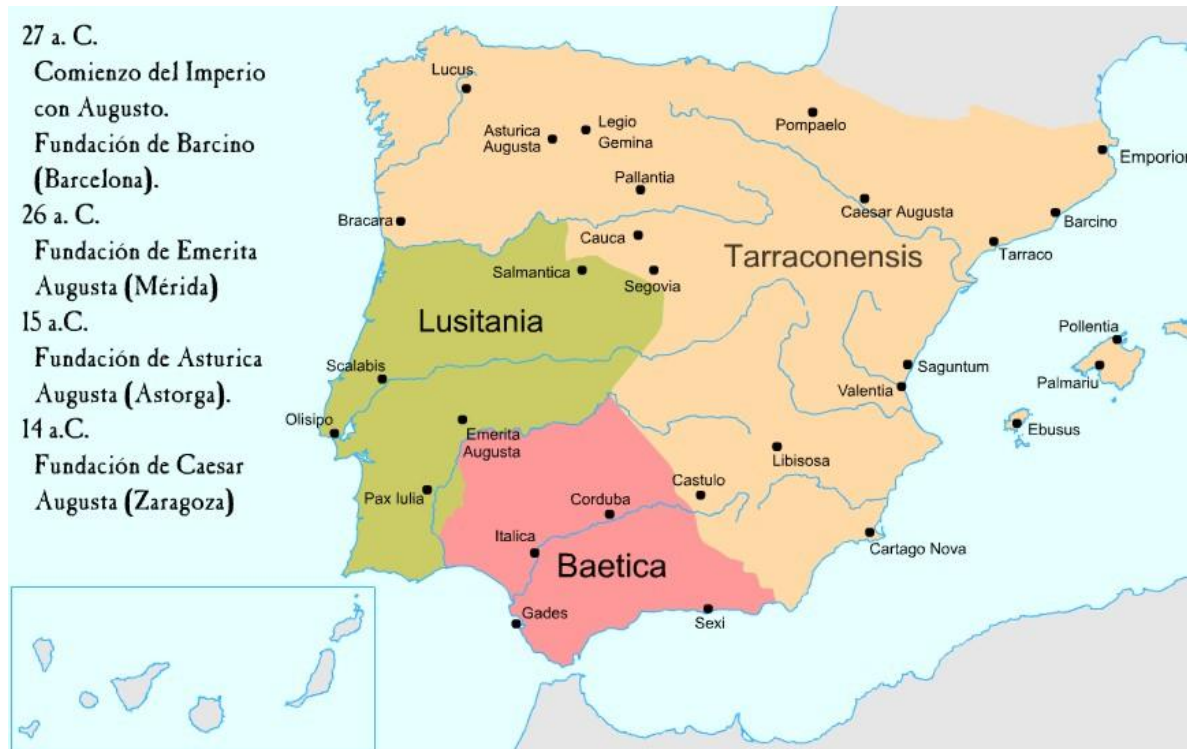 27 a. C.
Comienzo del Imperio
con Augusto.
Fundación de Barcino
(Barcelona).
26 a. C.
Fundación de Emerita
Augusta (Mérida)
15 a.C.
Fundación de Asturica
Augusta (Astorga).
14 a.C.
Fundación de Caesar
Augusta (Zaragoza)
Lucus
Asturica
Augusta
Legio
Gemina
Pompaelo
Emporion
Pallantia
Caesar Augusta
Barcino
Bracara
Cauca
Tarraco
Tarraconensis
Salmantica
Segovia
Lusitania
Pollentia
Scalabis
Saguntum
Palmariu
Valentia
Olisipo
Emerita
Augusta
Ebusus
Libisosa
Castulo
Pax Iulia
Corduba
Italica
Cartago Nova
Baetica
Gades
Sexi